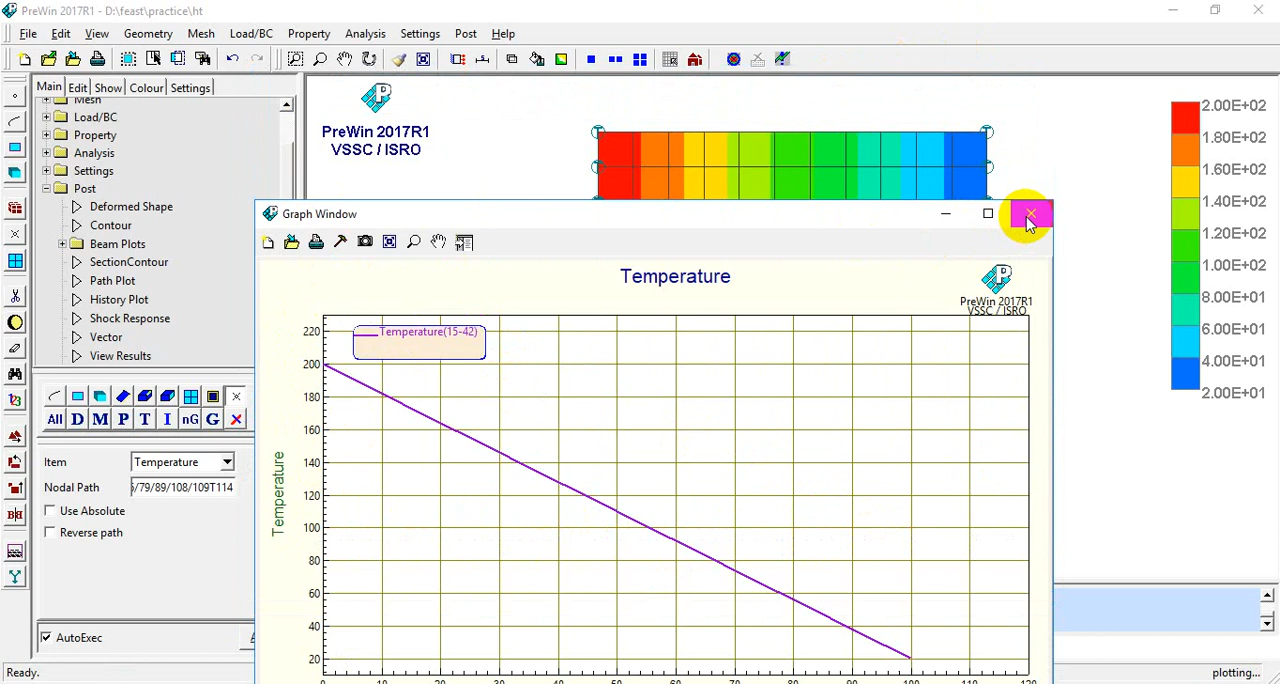 PreWin 2017R1 - D:\feast\practice\ht
File Edit View Geometry Mesh Load/BC Property Analysis Settings Post Help
Main Edit Show Colour Settings
Mesh
Load/BC
Property
Analysis
Settings
Post
Deformed Shape
Contour
Beam Plots
SectionContour
Path Plot
History Plot
Shock Response
Vector
View Results
All D M P T I nG G
Item Temperature
Nodal Path 5/79/89/108/109T114
Use Absolute
Reverse path
AutoExec
Ready.
PreWin 2017R1
VSSC / ISRO
2.00E+02
1.80E+02
1.60E+02
1.40E+02
1.20E+02
1.00E+02
8.00E+01
6.00E+01
4.00E+01
2.00E+01
Graph Window
Temperature
PreWin 2017R1
VSSC / ISRO
Temperature(15-42)
Temperature
220
200
180
160
140
120
100
80
60
40
20
0 10 20 30 40 50 60 70 80 90 100 110 120
plotting...